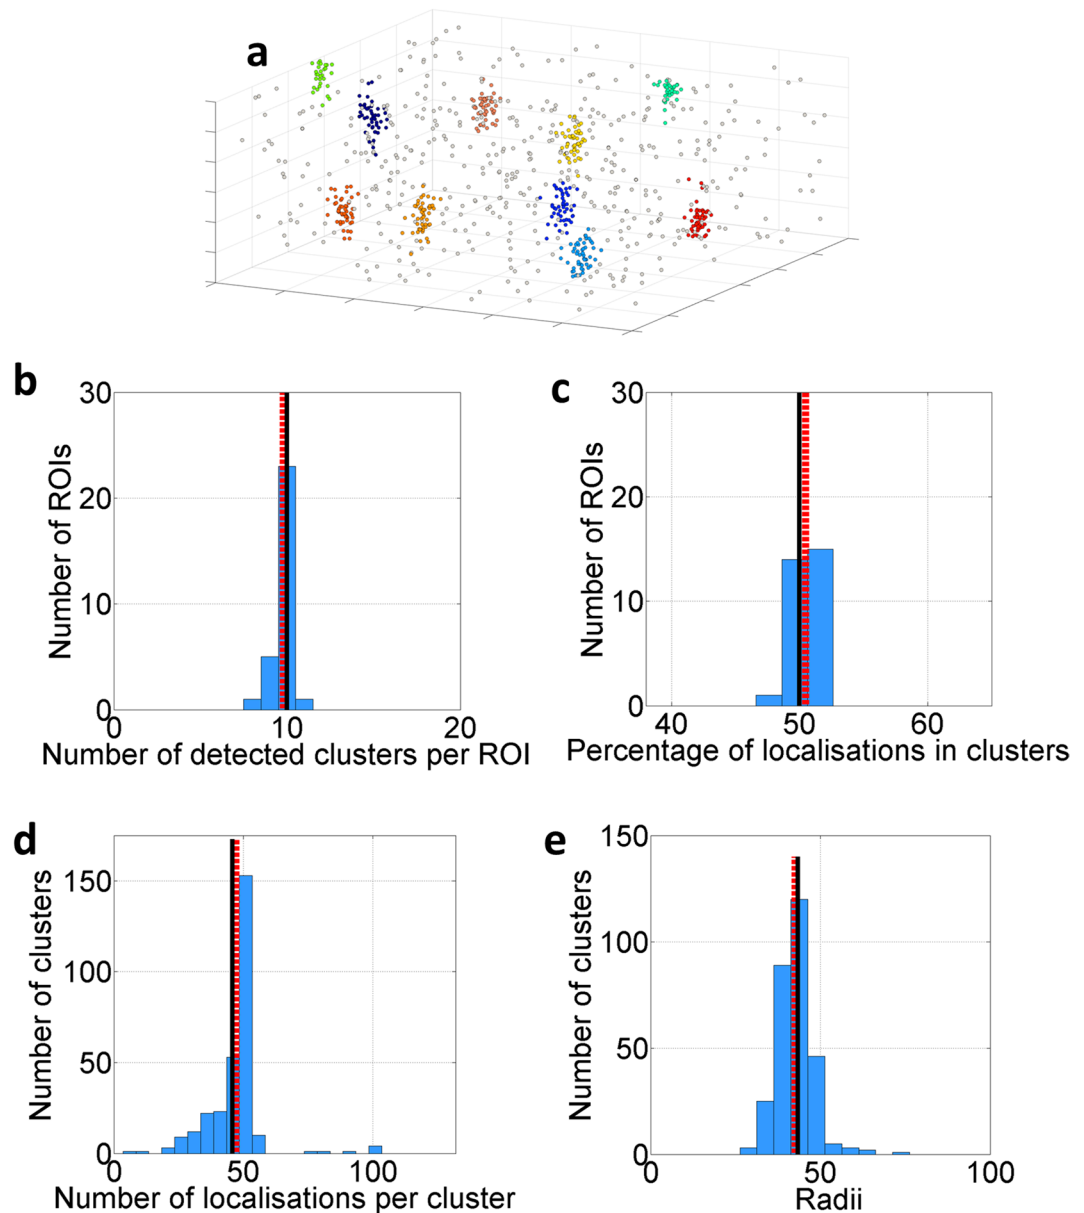 a
b
30
20
10
0
Number of ROIs
0 10 20
Number of detected clusters per ROI
c
30
20
10
0
Number of ROIs
40 50 60
Percentage of localisations in clusters
d
150
100
50
0
Number of clusters
0 50 100
Number of localisations per cluster
e
150
100
50
0
Number of clusters
0 50 100
Radii